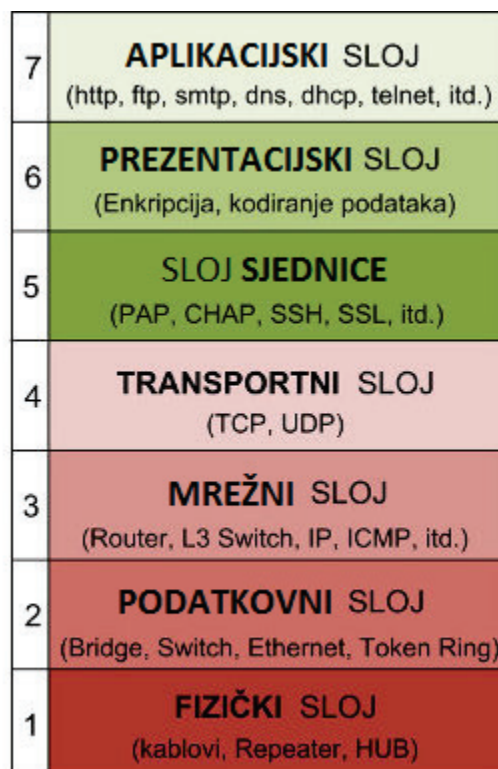 7
APLIKACIJSKI SLOJ
(http, ftp, smtp, dns, dhcp, telnet, itd.)
6
PREZENTACIJSKI SLOJ
(Enkripcija, kodiranje podataka)
5
SLOJ SJEDNICE
(PAP, CHAP, SSH, SSL, itd.)
4
TRANSPORTNI SLOJ
(TCP, UDP)
3
MREŽNI SLOJ
(Router, L3 Switch, IP, ICMP, itd.)
2
PODATKOVNI SLOJ
(Bridge, Switch, Ethernet, Token Ring)
1
FIZIČKI SLOJ
(kablovi, Repeater, HUB)